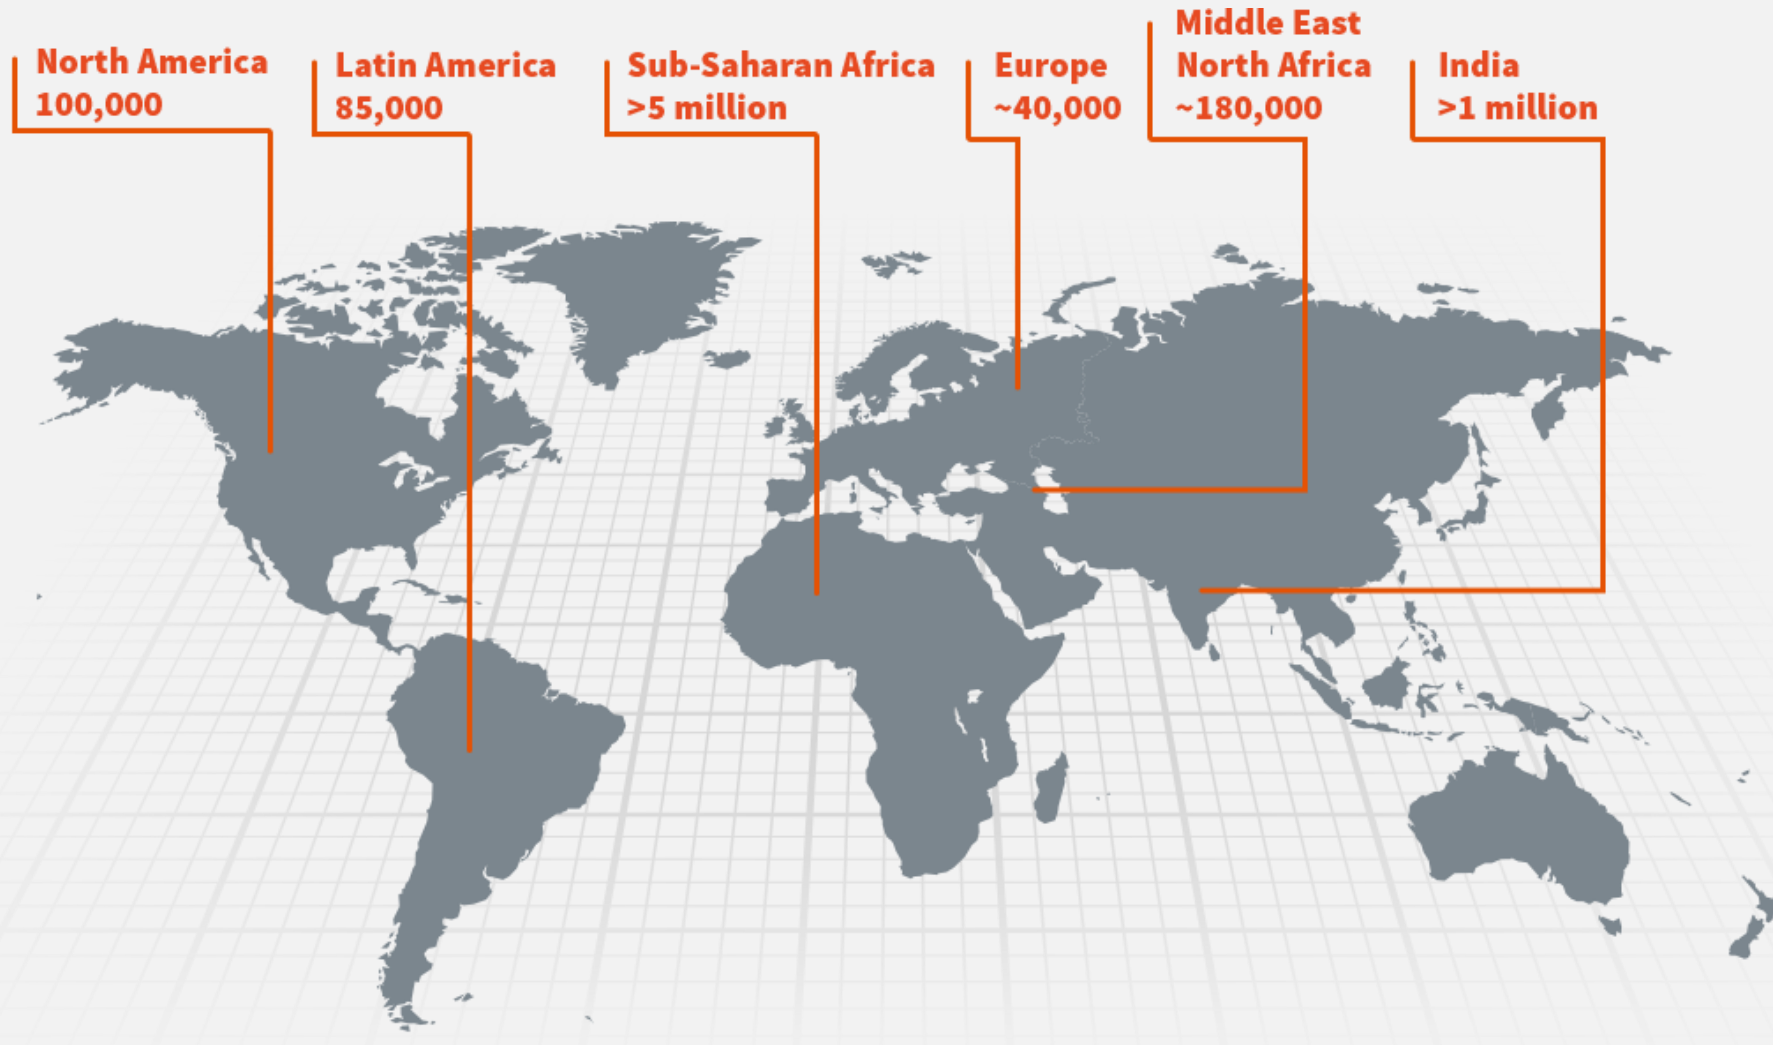 North America
100,000
Latin America
85,000
Sub-Saharan Africa
>5 million
Europe
~40,000
Middle East
North Africa
~180,000
India
>1 million